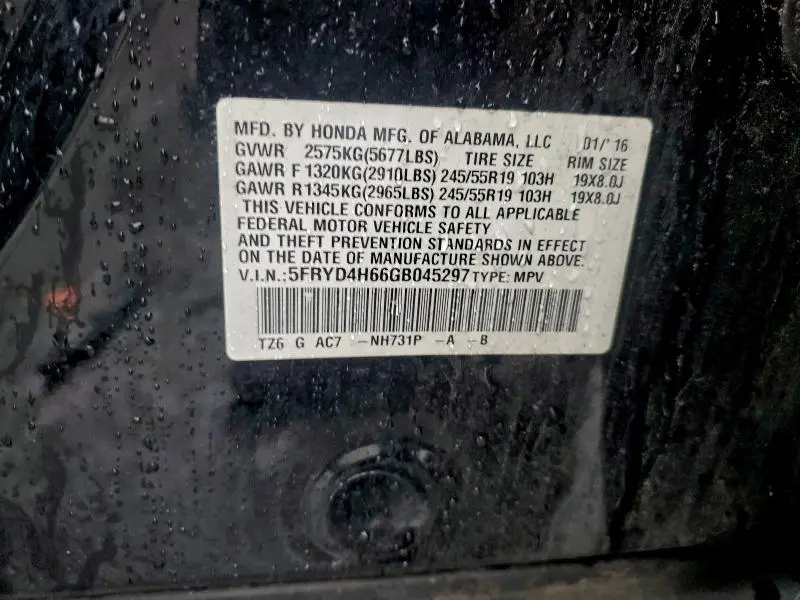 MFD. BY HONDA MFG. OF ALABAMA, LLC 01/'16
GVWR 2575KG(5677LBS) TIRE SIZE RIM SIZE
GAWR F 1320KG(2910LBS) 245/55R19 103H 19X8.0J
GAWR R1345KG(2965LBS) 245/55R19 103H 19X8.0J
THIS VEHICLE CONFORMS TO ALL APPLICABLE
FEDERAL MOTOR VEHICLE SAFETY
AND THEFT PREVENTION STANDARDS IN EFFECT
ON THE DATE OF MANUFACTURE SHOWN ABOVE.
V.I.N.:5FRYD4H66GB045297 TYPE: MPV
TZ6 G AC7 -NH731P -A -B